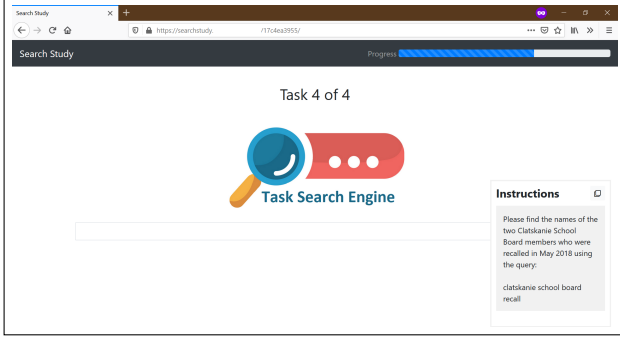 Search Study
https://searchstudy. /17c4ea3955/
Search Study
Progress
Task 4 of 4
Task Search Engine
Instructions
Please find the names of the
two Clatskanie School
Board members who were
recalled in May 2018 using
the query:
clatskanie school board
recall